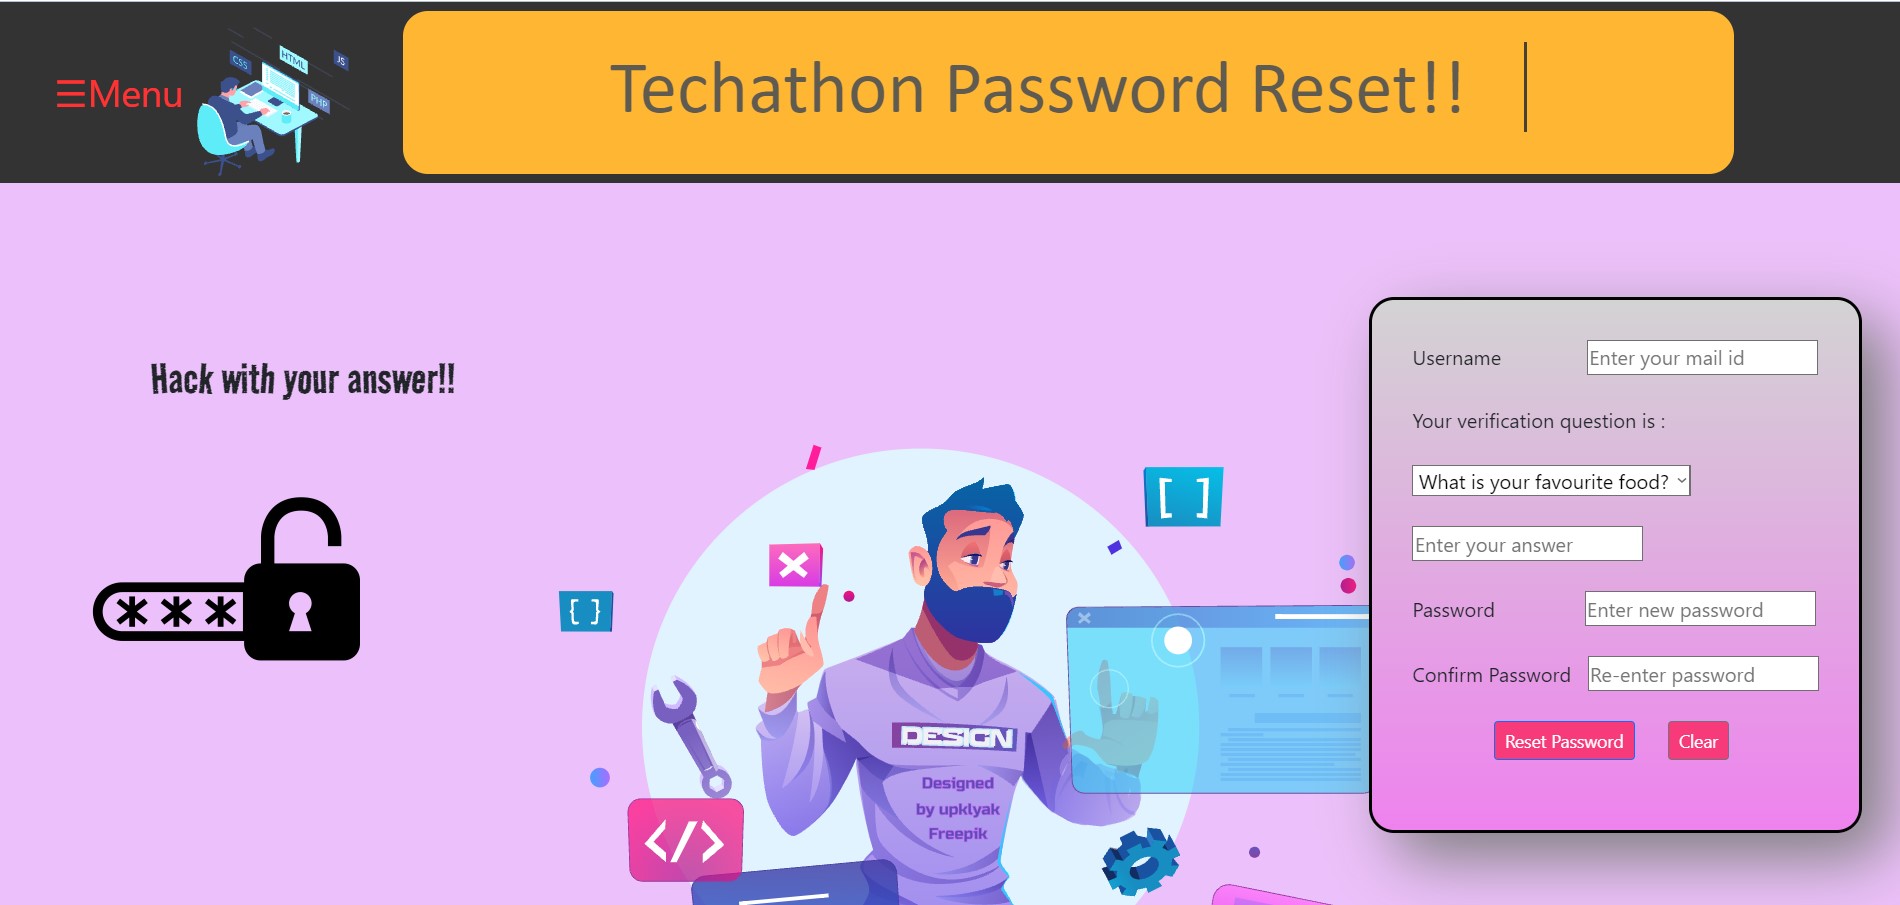 ☰Menu
CSS
HTML
JS
PHP
Techathon Password Reset!!
Hack with your answer!!
***
[ ]
{ }
DESIGN
Designed
by upklyak
Freepik
</>
Username
Enter your mail id
Your verification question is :
What is your favourite food?
Enter your answer
Password
Enter new password
Confirm Password
Re-enter password
Reset Password
Clear